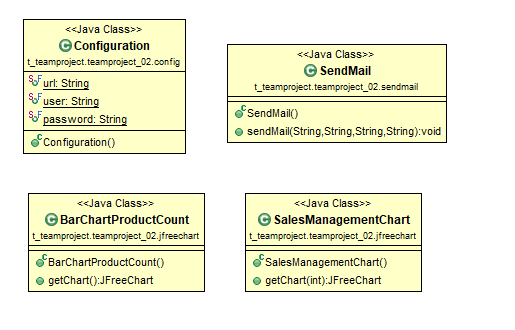 <<Java Class>>
Configuration
t_teamproject.teamproject_02.config
url: String
user: String
password: String
Configuration()
<<Java Class>>
SendMail
t_teamproject.teamproject_02.sendmail
SendMail()
sendMail(String,String,String,String):void
<<Java Class>>
BarChartProductCount
t_teamproject.teamproject_02.jfreechart
BarChartProductCount()
getChart():JFreeChart
<<Java Class>>
SalesManagementChart
t_teamproject.teamproject_02.jfreechart
SalesManagementChart()
getChart(int):JFreeChart